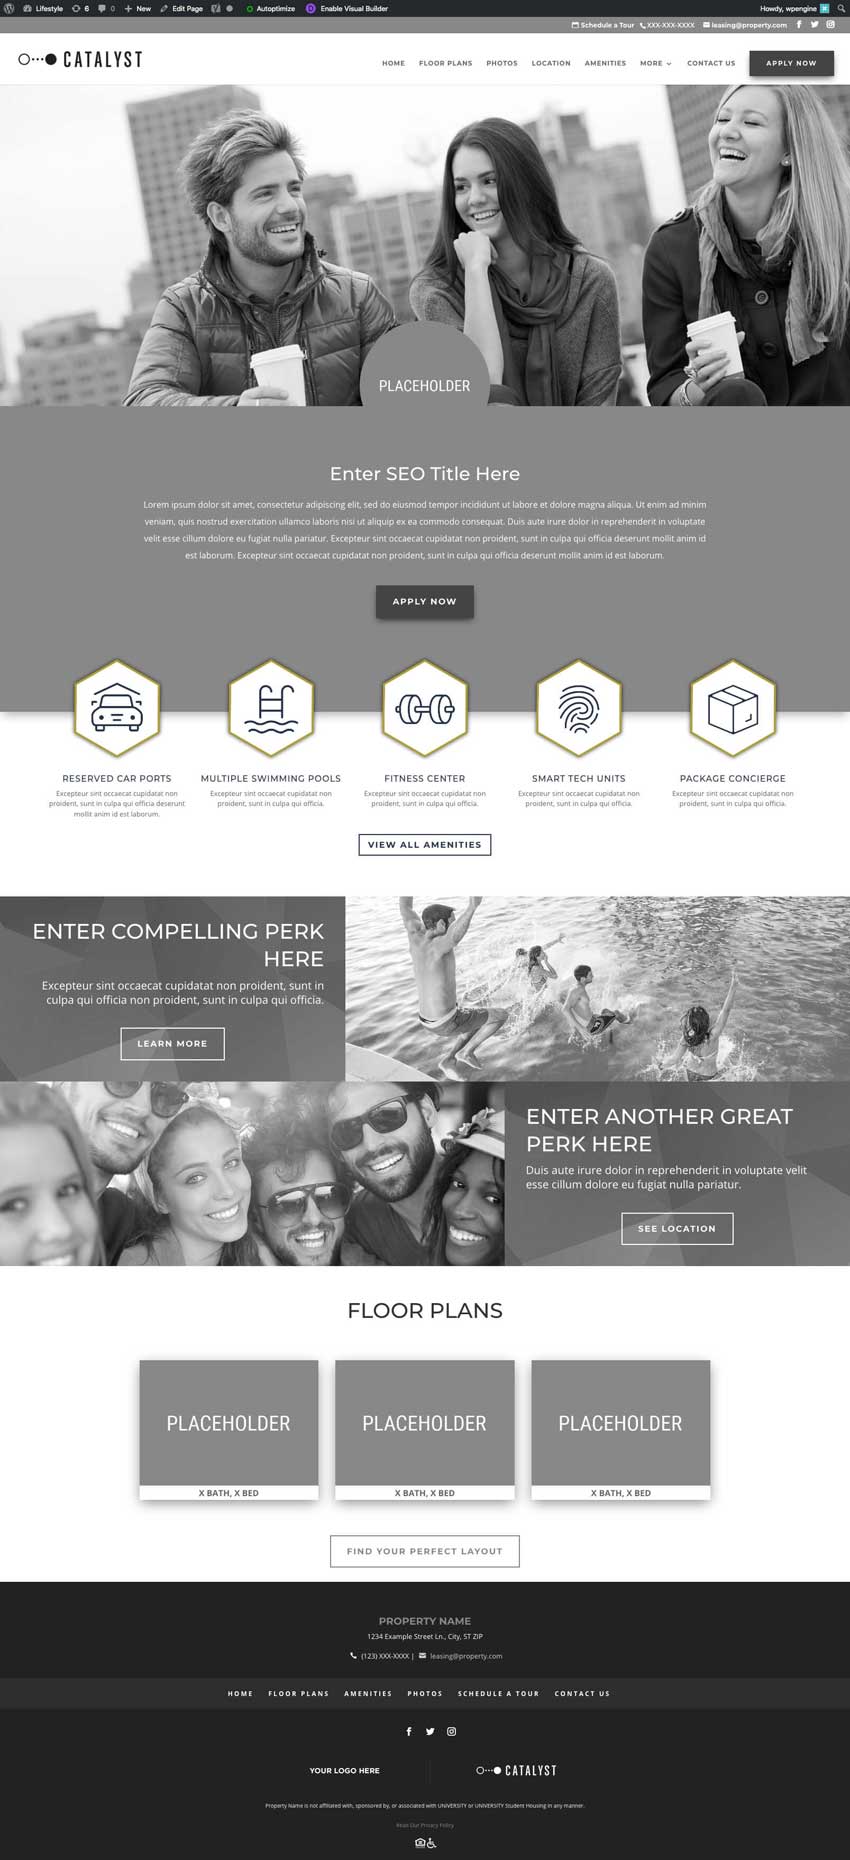 Lifestyle 6 0 New Edit Page Autoptimize Enable Visual Builder Howdy, wpengine
Schedule a Tour XXX-XXX-XXXX leasing@property.com
CATALYST
HOME FLOOR PLANS PHOTOS LOCATION AMENITIES MORE CONTACT US APPLY NOW
PLACEHOLDER
Enter SEO Title Here
Lorem ipsum dolor sit amet, consectetur adipiscing elit, sed do eiusmod tempor incididunt ut labore et dolore magna aliqua. Ut enim ad minim
veniam, quis nostrud exercitation ullamco laboris nisi ut aliquip ex ea commodo consequat. Duis aute irure dolor in reprehenderit in voluptate
velit esse cillum dolore eu fugiat nulla pariatur. Excepteur sint occaecat cupidatat non proident, sunt in culpa qui officia deserunt mollit anim id
est laborum. Excepteur sint occaecat cupidatat non proident, sunt in culpa qui officia deserunt mollit anim id est laborum.
APPLY NOW
RESERVED CAR PORTS
Excepteur sint occaecat cupidatat non
proident, sunt in culpa qui officia deserunt
mollit anim id est laborum.
MULTIPLE SWIMMING POOLS
Excepteur sint occaecat cupidatat non
proident, sunt in culpa qui officia.
FITNESS CENTER
Excepteur sint occaecat cupidatat non
proident, sunt in culpa qui officia.
SMART TECH UNITS
Excepteur sint occaecat cupidatat non
proident, sunt in culpa qui officia.
PACKAGE CONCIERGE
Excepteur sint occaecat cupidatat non
proident, sunt in culpa qui officia.
VIEW ALL AMENITIES
ENTER COMPELLING PERK
HERE
Excepteur sint occaecat cupidatat non proident, sunt in
culpa qui officia non proident, sunt in culpa qui officia.
LEARN MORE
ENTER ANOTHER GREAT
PERK HERE
Duis aute irure dolor in reprehenderit in voluptate velit
esse cillum dolore eu fugiat nulla pariatur.
SEE LOCATION
FLOOR PLANS
PLACEHOLDER
X BATH, X BED
PLACEHOLDER
X BATH, X BED
PLACEHOLDER
X BATH, X BED
FIND YOUR PERFECT LAYOUT
PROPERTY NAME
1234 Example Street Ln., City, ST ZIP
(123) XXX-XXXX | leasing@property.com
HOME FLOOR PLANS AMENITIES PHOTOS SCHEDULE A TOUR CONTACT US
YOUR LOGO HERE
CATALYST
Property Name is not affiliated with, sponsored by, or associated with UNIVERSITY or UNIVERSITY Student Housing in any manner.
Read Our Privacy Policy